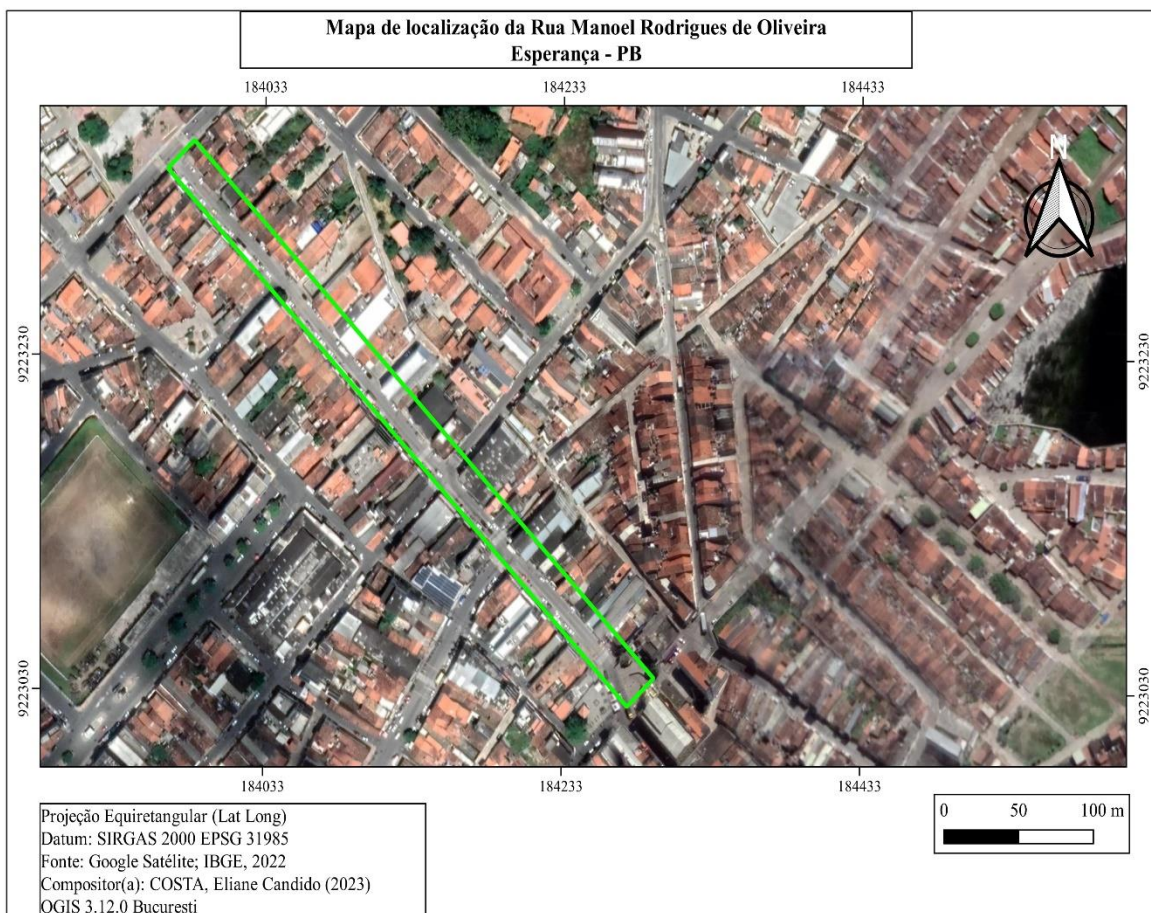 Mapa de localização da Rua Manoel Rodrigues de Oliveira
Esperança - PB
184033 184233 184433
N
9223230 9223230
9223030 9223030
184033 184233 184433
Projeção Equiretangular (Lat Long)
Datum: SIRGAS 2000 EPSG 31985
Fonte: Google Satélite; IBGE, 2022
Compositor(a): COSTA, Eliane Candido (2023)
QGIS 3.12.0 Bucuresti
0 50 100 m